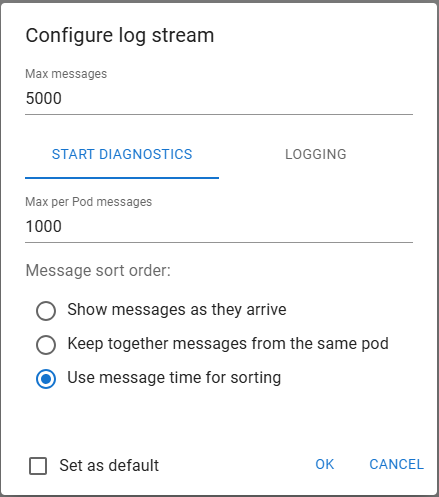 Configure log stream
Max messages
5000
START DIAGNOSTICS LOGGING
Max per Pod messages
1000
Message sort order:
Show messages as they arrive
Keep together messages from the same pod
Use message time for sorting
Set as default OK CANCEL